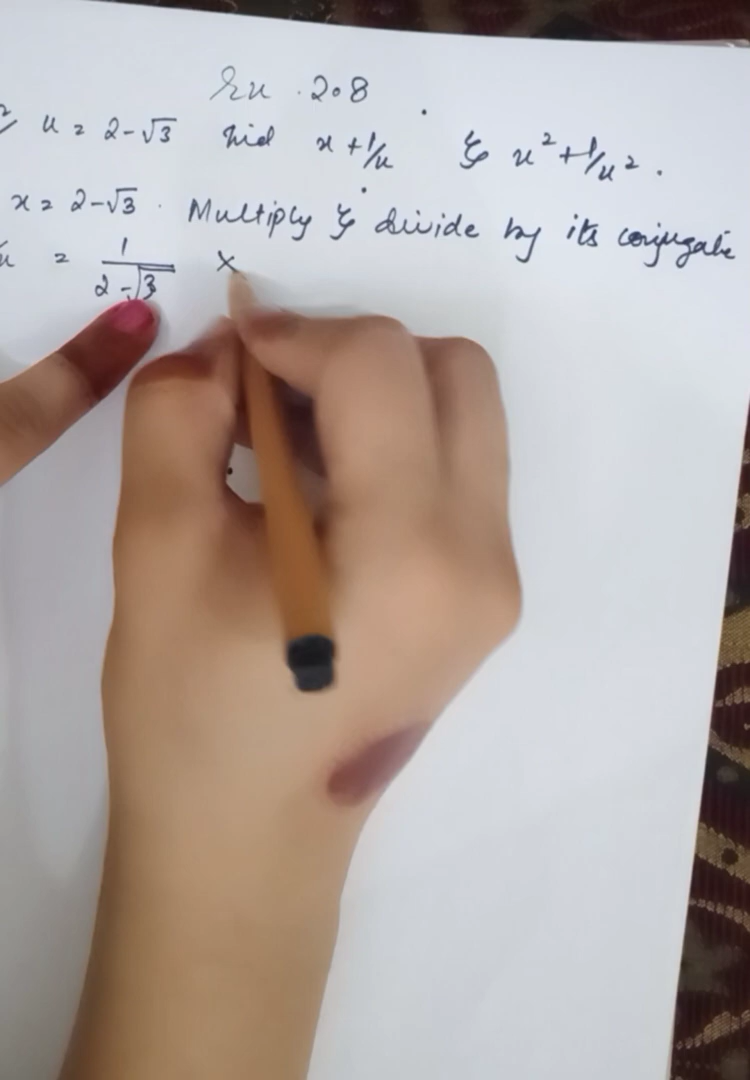 Ex . 2.8 .
x = 2-√3 find x + 1/x & x² + 1/x² .
x = 2-√3 . Multiply & divide by its conjugate
= 1/(2-√3) ×